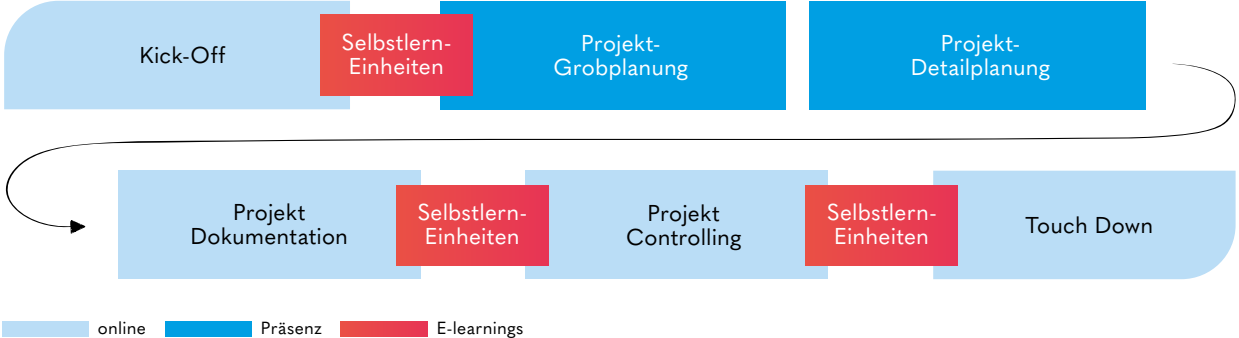 Kick-Off
Selbstlern-
Einheiten
Projekt-
Grobplanung
Projekt-
Detailplanung
Projekt
Dokumentation
Selbstlern-
Einheiten
Projekt
Controlling
Selbstlern-
Einheiten
Touch Down
online
Präsenz
E-learnings